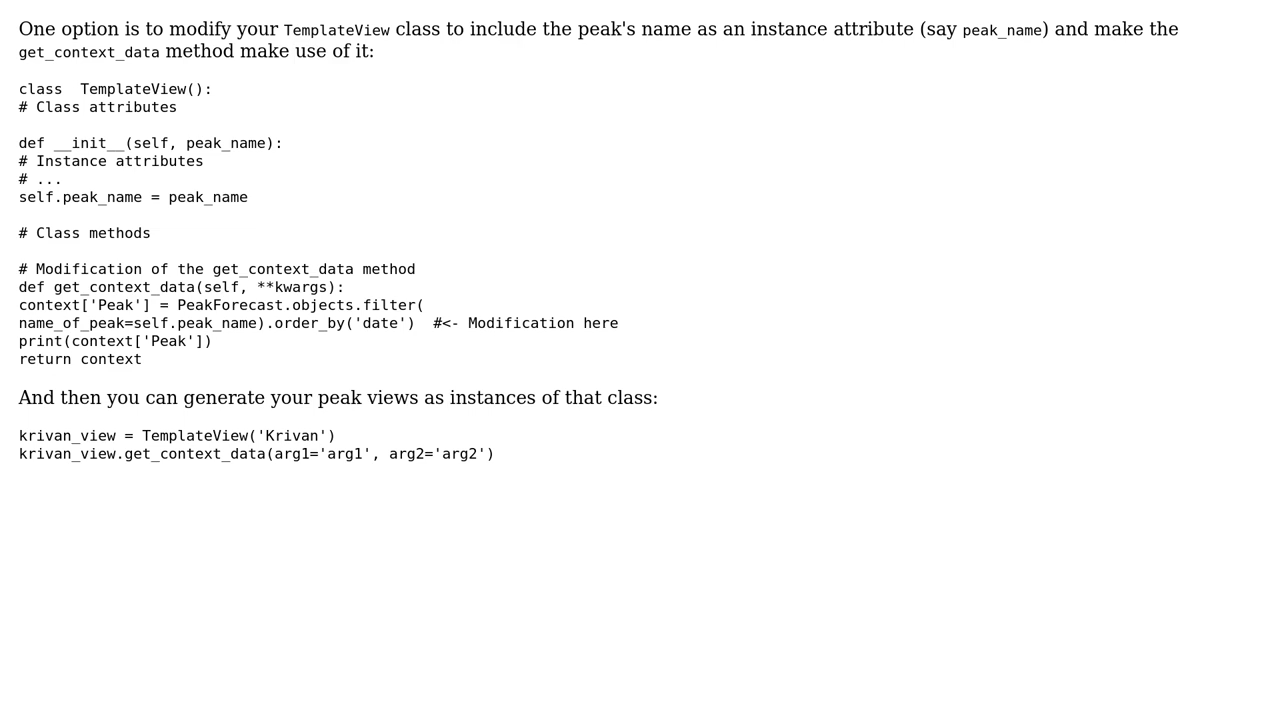 One option is to modify your TemplateView class to include the peak's name as an instance attribute (say peak_name) and make the
get_context_data method make use of it:
class  TemplateView():
# Class attributes
def __init__(self, peak_name):
# Instance attributes
# ...
self.peak_name = peak_name
# Class methods
# Modification of the get_context_data method
def get_context_data(self, **kwargs):
context['Peak'] = PeakForecast.objects.filter(
name_of_peak=self.peak_name).order_by('date')  #<- Modification here
print(context['Peak'])
return context
And then you can generate your peak views as instances of that class:
krivan_view = TemplateView('Krivan')
krivan_view.get_context_data(arg1='arg1', arg2='arg2')